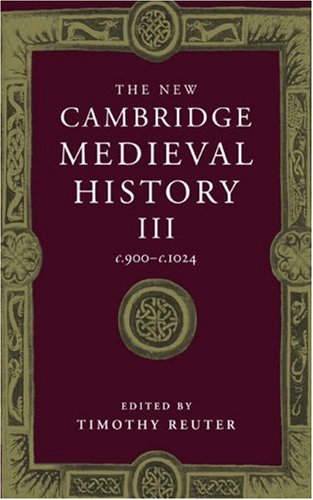 THE NEW
CAMBRIDGE
MEDIEVAL
HISTORY
III
c.900–c.1024
EDITED BY
TIMOTHY REUTER